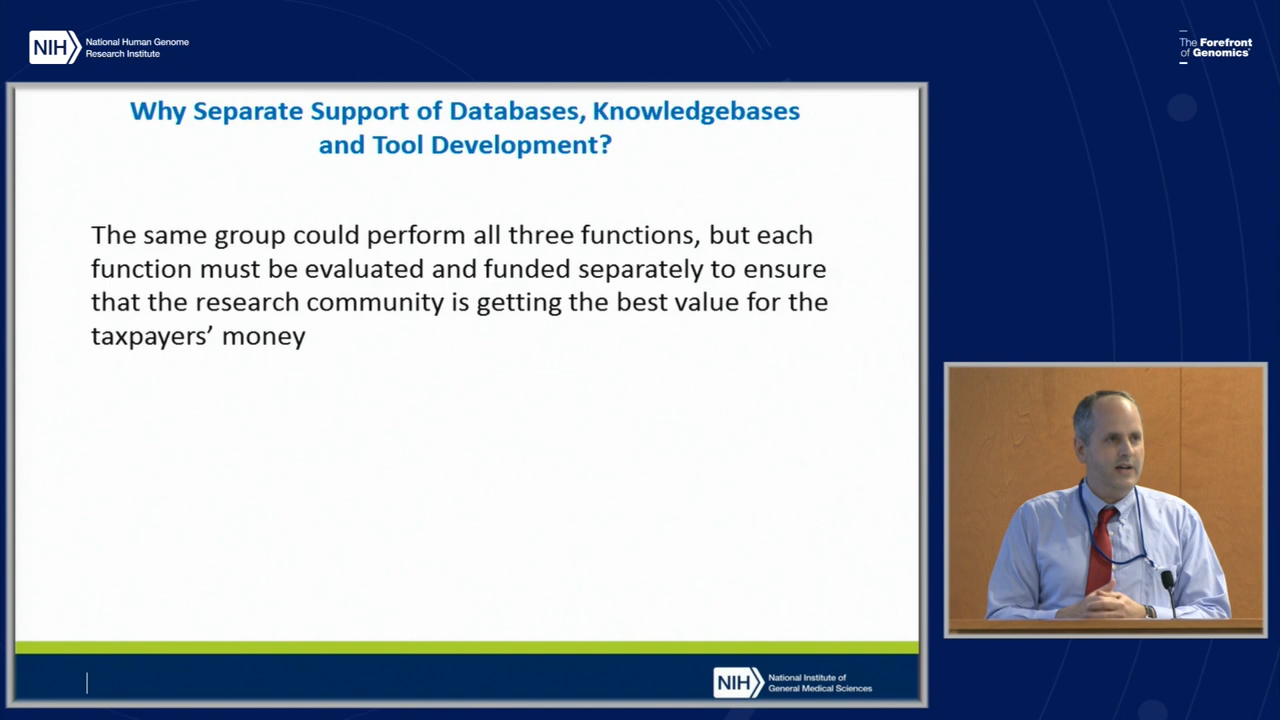 NIH
National Human Genome
Research Institute
The Forefront
of Genomics®
Why Separate Support of Databases, Knowledgebases
and Tool Development?
The same group could perform all three functions, but each
function must be evaluated and funded separately to ensure
that the research community is getting the best value for the
taxpayers’ money
NIH
National Institute of
General Medical Sciences